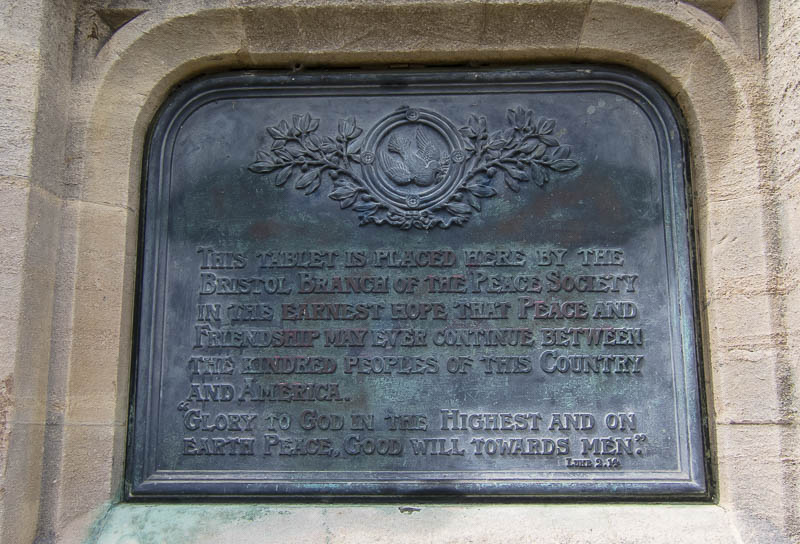 This tablet is placed here by the
Bristol Branch of the Peace Society
in the earnest hope that Peace and
Friendship may ever continue between
the kindred peoples of this Country
and America.
"Glory to God in the Highest and on
earth Peace, Good will towards men."
Luke 2.14